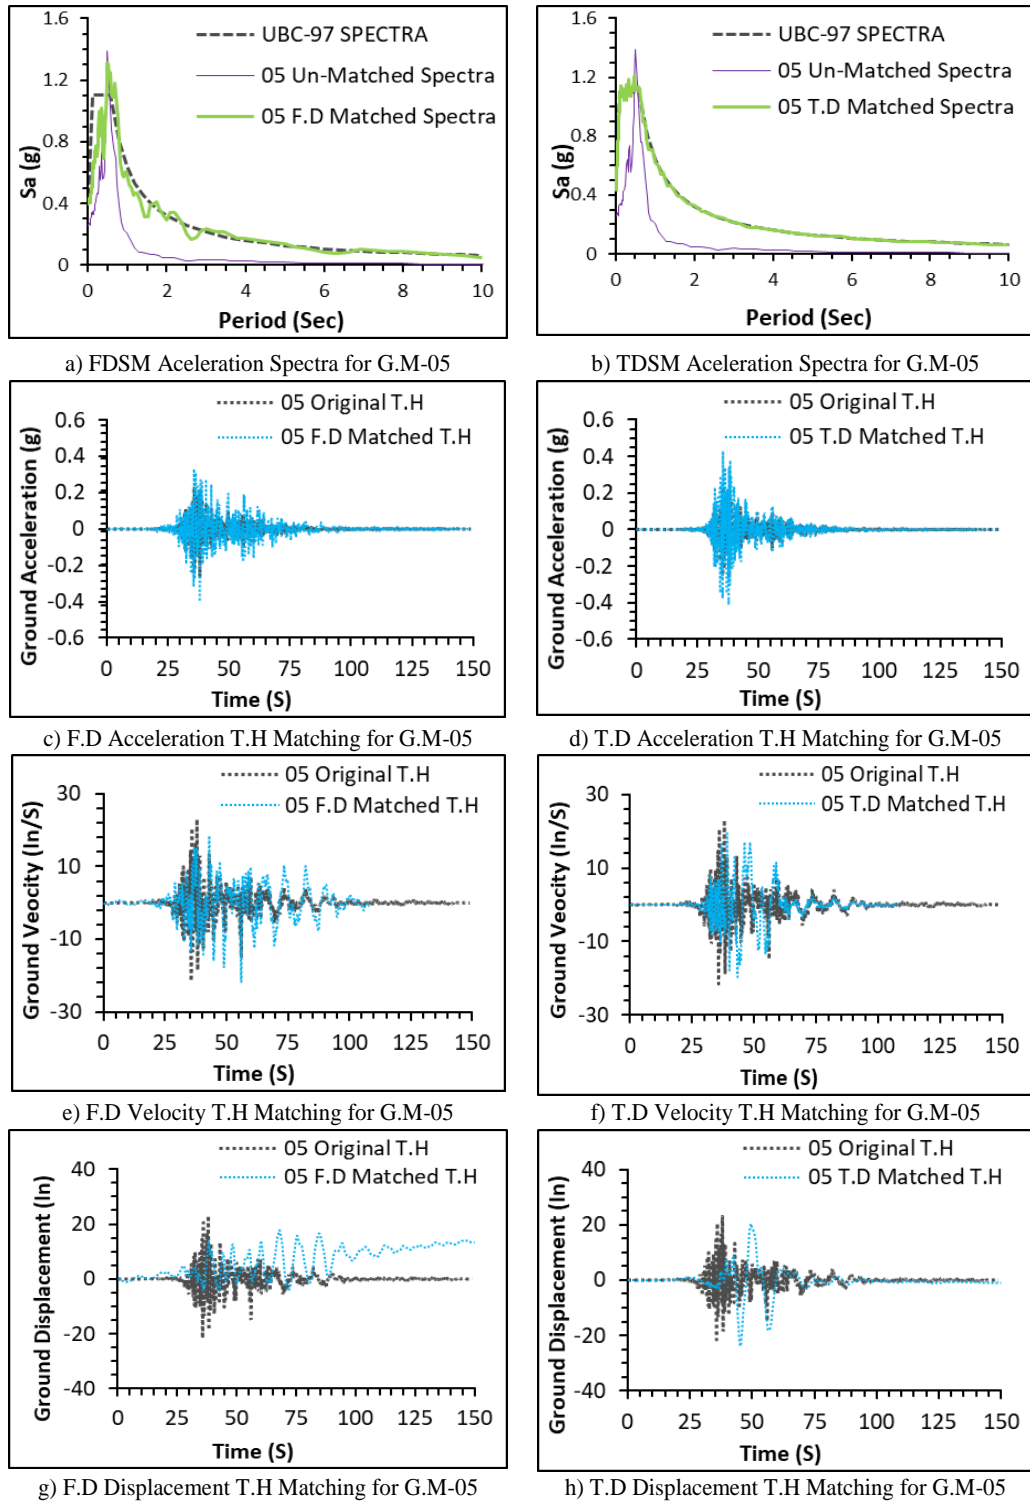 1.6
1.2
0.8
0.4
0
Sa (g)
UBC-97 SPECTRA
05 Un-Matched Spectra
05 F.D Matched Spectra
0 2 4 6 8 10
Period (Sec)
a) FDSM Aceleration Spectra for G.M-05
1.6
1.2
0.8
0.4
0
Sa (g)
UBC-97 SPECTRA
05 Un-Matched Spectra
05 T.D Matched Spectra
0 2 4 6 8 10
Period (Sec)
b) TDSM Aceleration Spectra for G.M-05
05 Original T.H
05 F.D Matched T.H
0.6
0.4
0.2
0
-0.2
-0.4
-0.6
Ground Acceleration (g)
0 25 50 75 100 125 150
Time (S)
c) F.D Acceleration T.H Matching for G.M-05
05 Original T.H
05 T.D Matched T.H
0.6
0.4
0.2
0
-0.2
-0.4
-0.6
Ground Acceleration (g)
0 25 50 75 100 125 150
Time (S)
d) T.D Acceleration T.H Matching for G.M-05
05 Original T.H
05 F.D Matched T.H
30
10
-10
-30
Ground Veocity (In/S)
0 25 50 75 100 125 150
Time (S)
e) F.D Velocity T.H Matching for G.M-05
05 Original T.H
05 T.D Matched T.H
30
10
-10
-30
Ground Veocity (In/S)
0 25 50 75 100 125 150
Time (S)
f) T.D Velocity T.H Matching for G.M-05
05 Original T.H
05 F.D Matched T.H
40
20
0
-20
-40
Ground Displacement (In)
0 25 50 75 100 125 150
Time (S)
g) F.D Displacement T.H Matching for G.M-05
05 Original T.H
05 T.D Matched T.H
40
20
0
-20
-40
Ground Displacement (In)
0 25 50 75 100 125 150
Time (S)
h) T.D Displacement T.H Matching for G.M-05